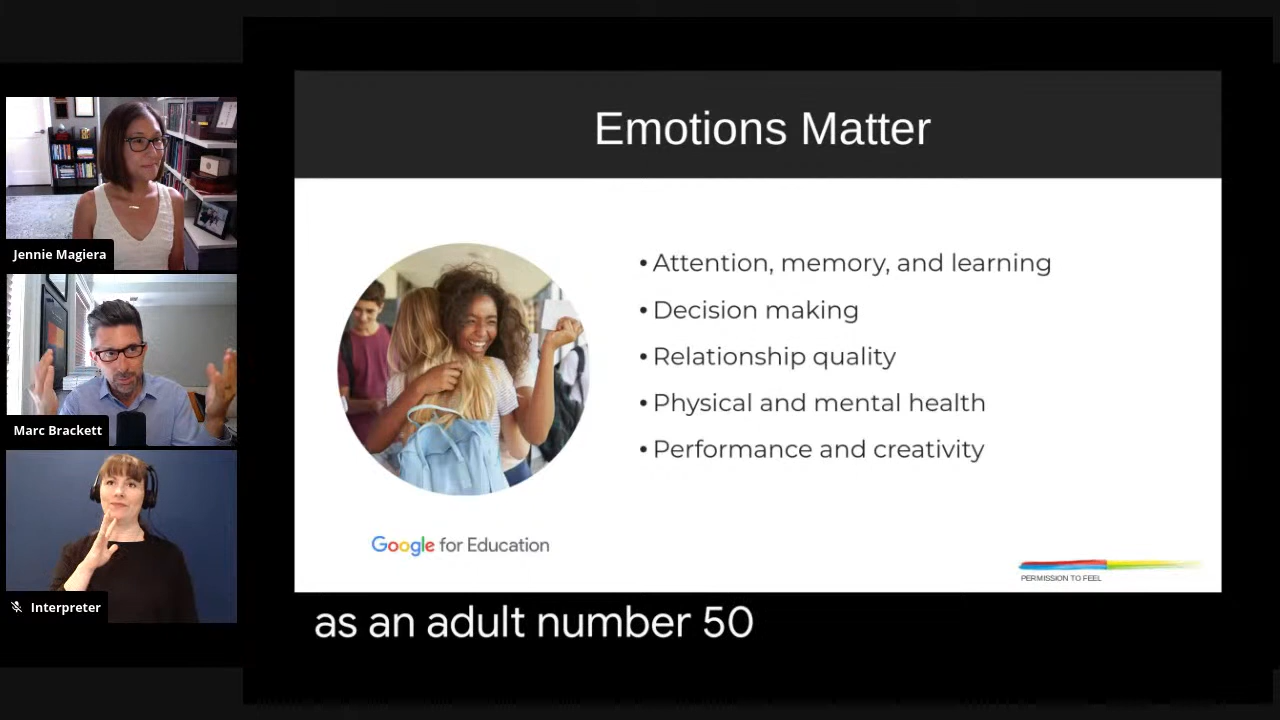 Jennie Magiera
Marc Brackett
Interpreter
Emotions Matter
• Attention, memory, and learning
• Decision making
• Relationship quality
• Physical and mental health
• Performance and creativity
Google for Education
PERMISSION TO FEEL
as an adult number 50